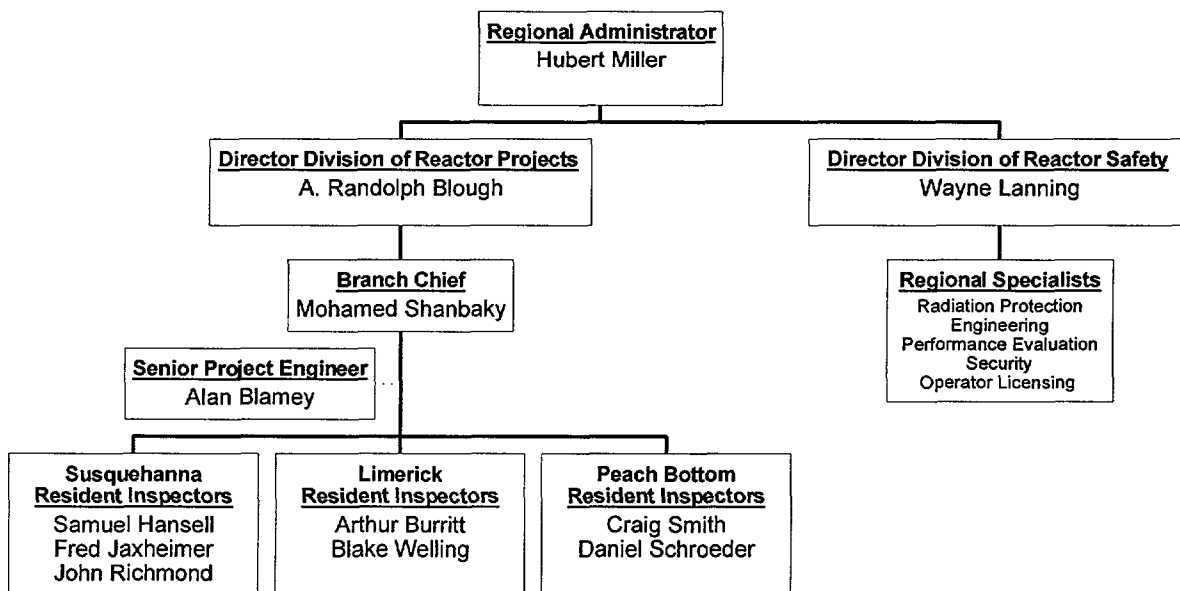 Regional Administrator
Hubert Miller
Director Division of Reactor Projects
A. Randolph Blough
Director Division of Reactor Safety
Wayne Lanning
Branch Chief
Mohamed Shanbaky
Regional Specialists
Radiation Protection
Engineering
Performance Evaluation
Security
Operator Licensing
Senior Project Engineer
Alan Blamey
Susquehanna
Resident Inspectors
Samuel Hansell
Fred Jaxheimer
John Richmond
Limerick
Resident Inspectors
Arthur Burritt
Blake Welling
Peach Bottom
Resident Inspectors
Craig Smith
Daniel Schroeder